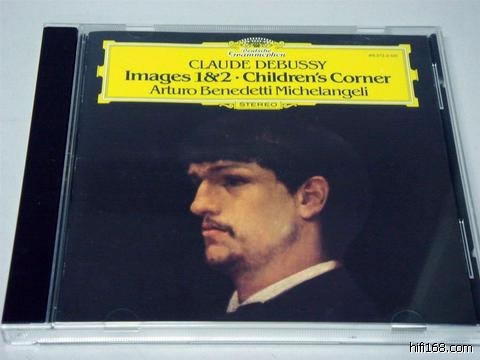 Deutsche
Grammophon
CLAUDE DEBUSSY
Images 1&2 · Children's Corner
Arturo Benedetti Michelangeli
STEREO
hifi168.com